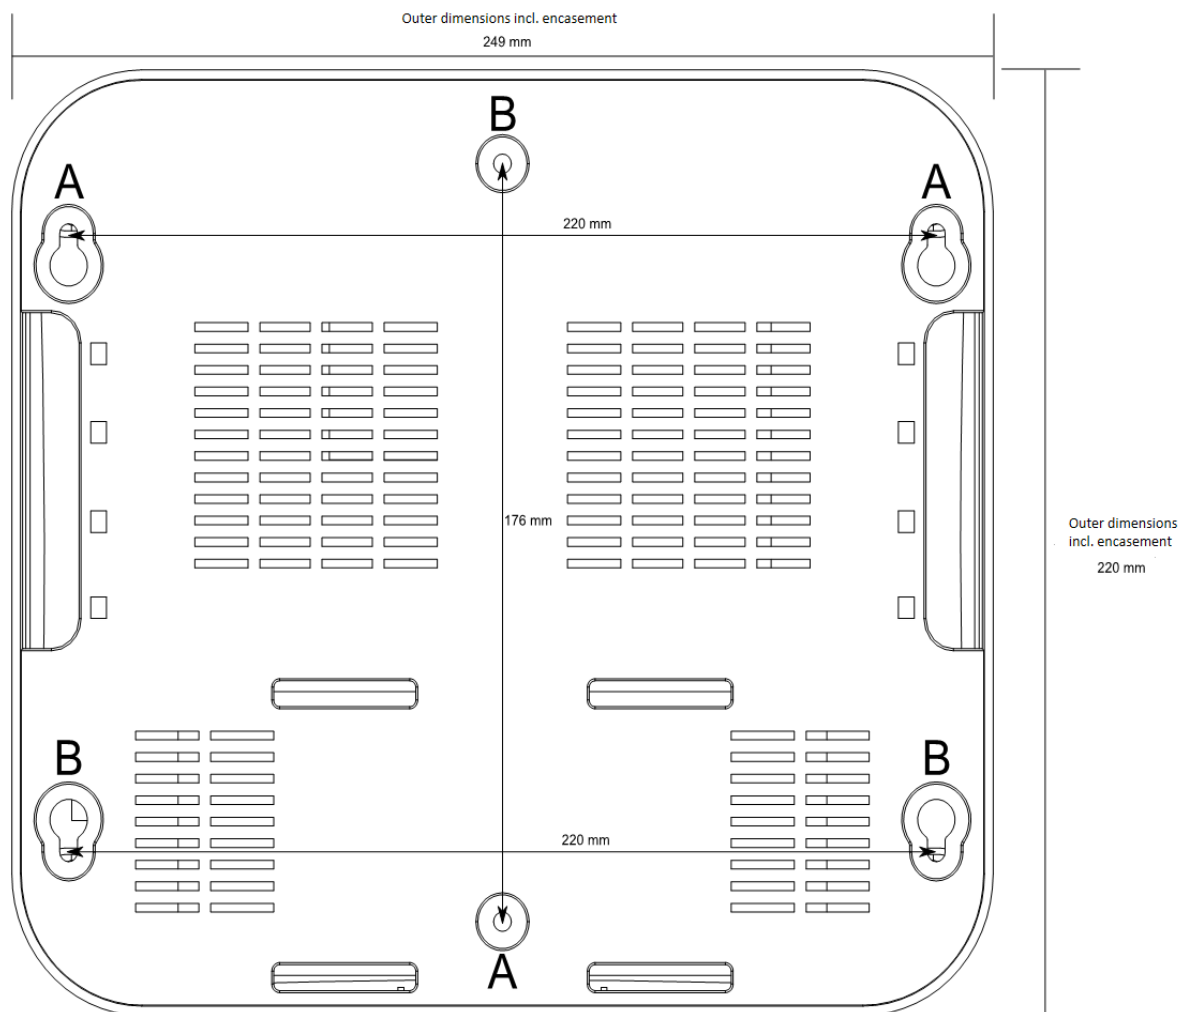 Outer dimensions incl. encasement
249 mm
B
A
A
220 mm
176 mm
Outer dimensions
incl. encasement
220 mm
B
B
220 mm
A